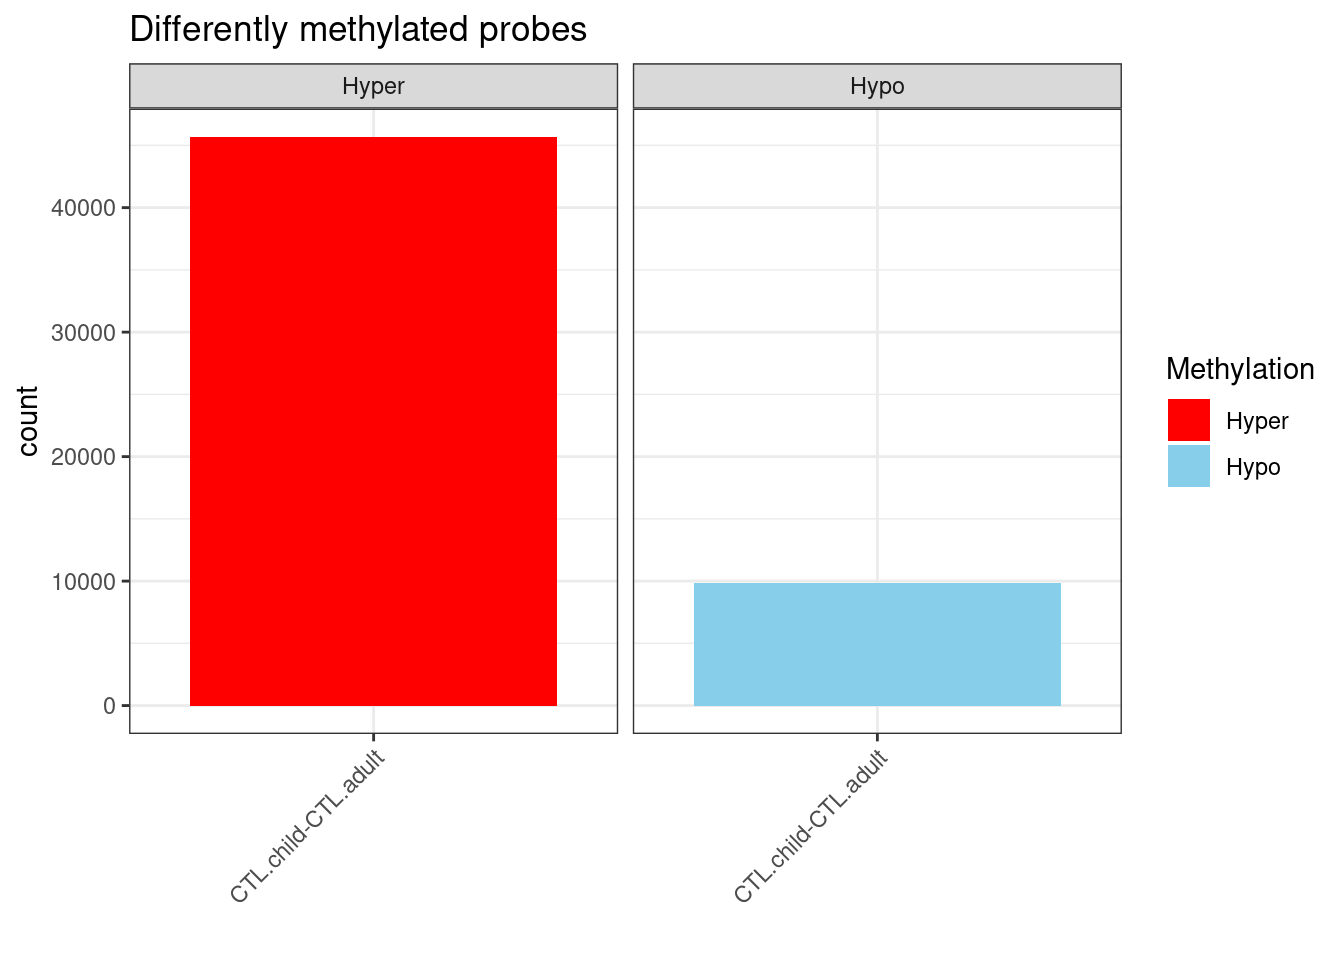 Differently methylated probes
Hyper
Hypo
count
40000
30000
20000
10000
0
CTL.child-CTL.adult
CTL.child-CTL.adult
Methylation
Hyper
Hypo